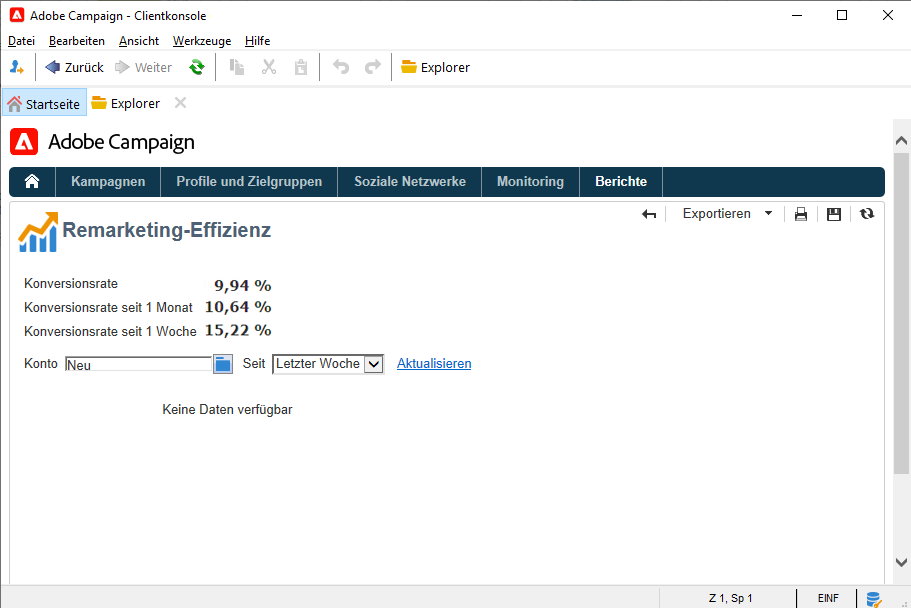 Adobe Campaign - Clientkonsole
Datei Bearbeiten Ansicht Werkzeuge Hilfe
Zurück Weiter Explorer
Startseite Explorer
Adobe Campaign
Kampagnen Profile und Zielgruppen Soziale Netzwerke Monitoring Berichte
Exportieren
Remarketing-Effizienz
Konversionsrate 9,94 %
Konversionsrate seit 1 Monat 10,64 %
Konversionsrate seit 1 Woche 15,22 %
Konto Neu Seit Letzter Woche Aktualisieren
Keine Daten verfügbar
Z 1, Sp 1 EINF